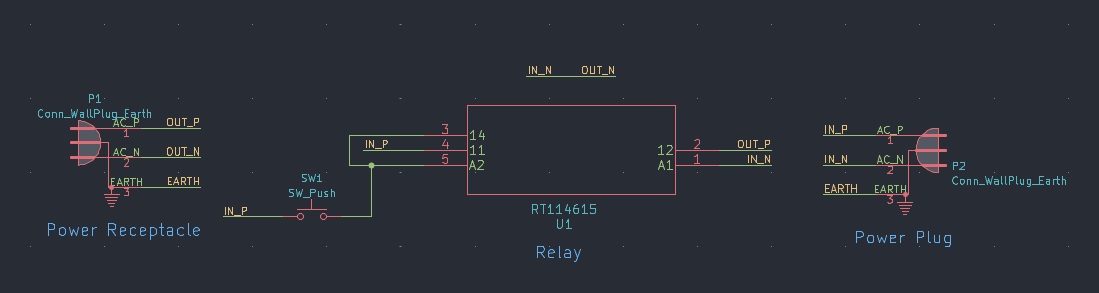 IN_N OUT_N
P1
Conn_WallPlug_Earth
AC_P OUT_P
1
AC_N OUT_N
2
EARTH EARTH
3
Power Receptacle
IN_P
SW1
SW_Push
3 14
IN_P 4 11
5 A2
12 2 OUT_P
A1 1 IN_N
RT114615
U1
Relay
IN_P AC_P
1
IN_N AC_N
2
EARTH EARTH
3
P2
Conn_WallPlug_Earth
Power Plug